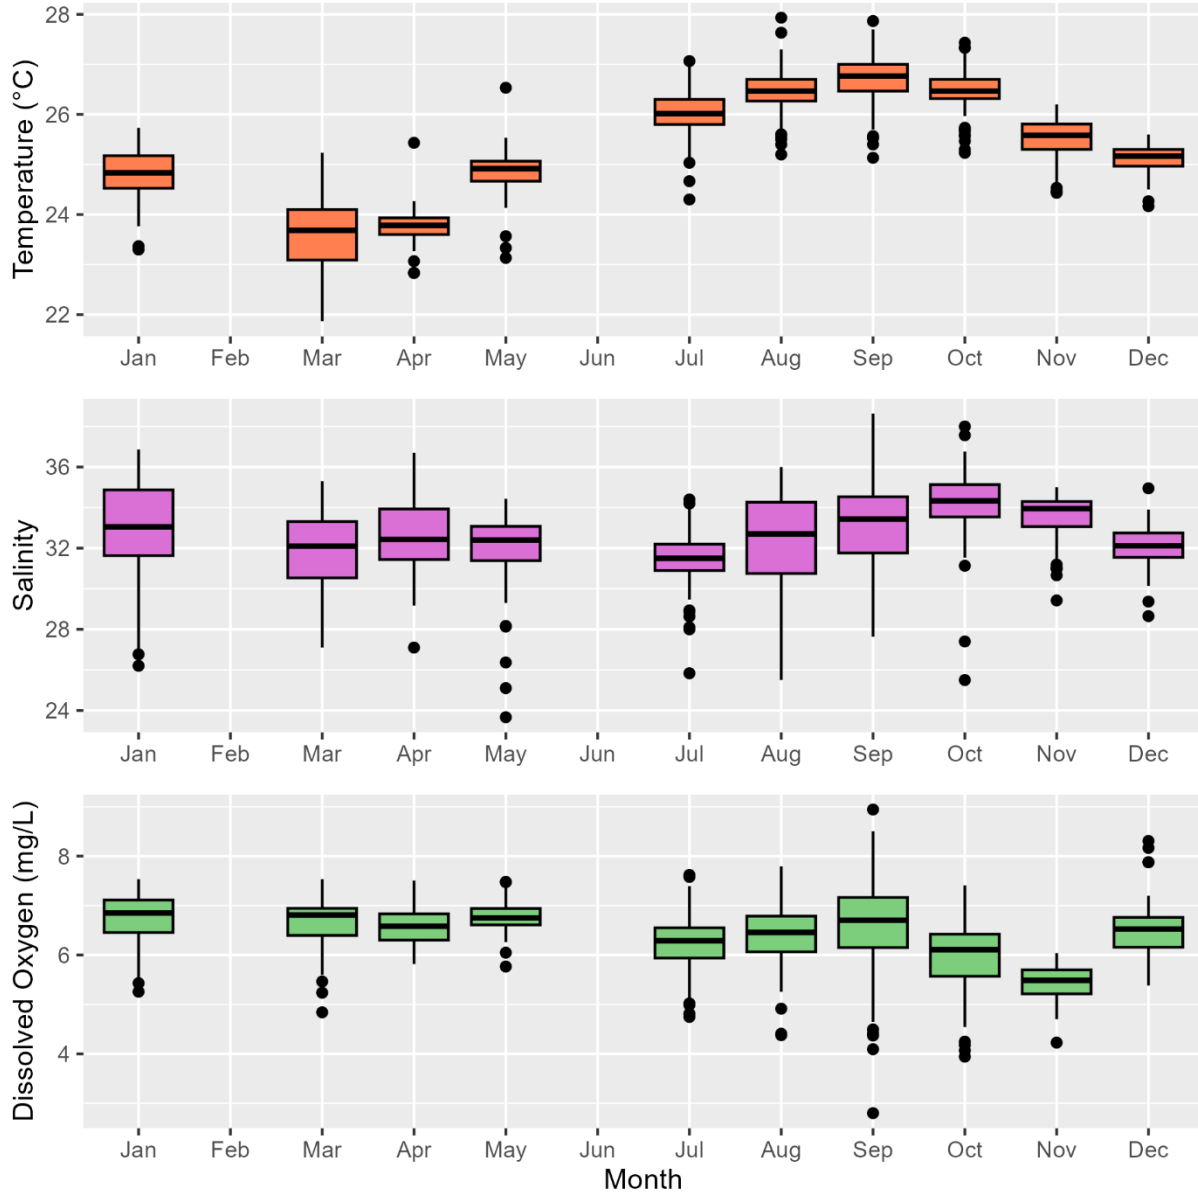 Temperature (°C)
28
26
24
22
Jan Feb Mar Apr May Jun Jul Aug Sep Oct Nov Dec
Salinity
36
32
28
24
Jan Feb Mar Apr May Jun Jul Aug Sep Oct Nov Dec
Dissolved Oxygen (mg/L)
8
6
4
Jan Feb Mar Apr May Jun Jul Aug Sep Oct Nov Dec
Month